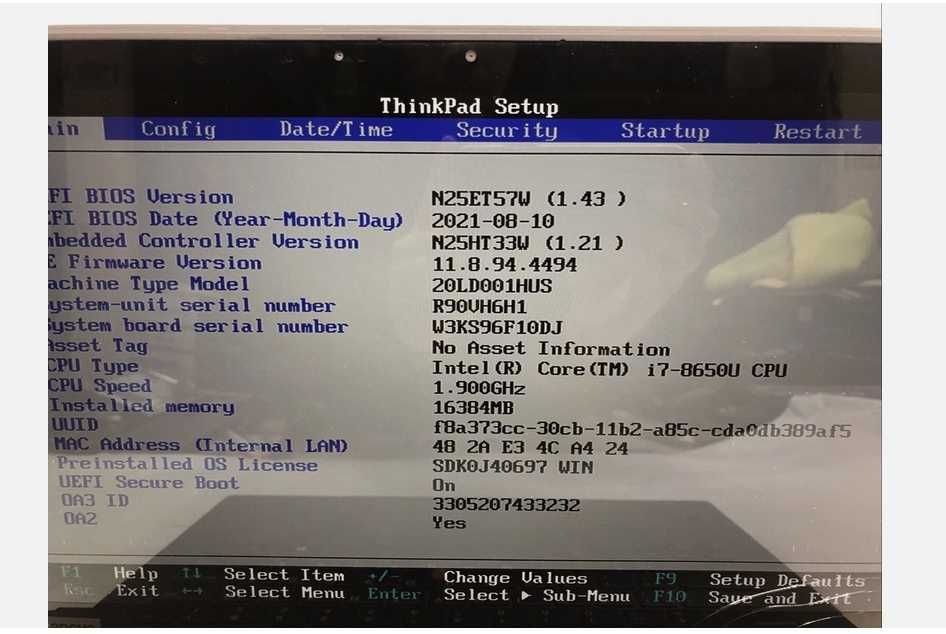 ThinkPad Setup
ain Config Date/Time Security Startup Restart
FI BIOS Version N25ET57W (1.43 )
FI BIOS Date (Year-Month-Day) 2021-08-10
mbedded Controller Version N25HT33W (1.21 )
E Firmware Version 11.8.94.4494
achine Type Model 20LD001HUS
ystem-unit serial number R90VH6H1
System board serial number W3KS96F10DJ
Asset Tag No Asset Information
CPU Type Intel(R) Core(TM) i7-8650U CPU
CPU Speed 1.900GHz
Installed memory 16384MB
UUID f8a373cc-30cb-11b2-a85c-cda0db389af5
MAC Address (Internal LAN) 48 2A E3 4C A4 24
Preinstalled OS License SDK0J40697 WIN
UEFI Secure Boot On
OA3 ID 3305207433232
OA2 Yes
F1 Help ↑↓ Select Item +/- Change Values F9 Setup Defaults
Esc Exit ↔ Select Menu Enter Select ▶ Sub-Menu F10 Save and Exit